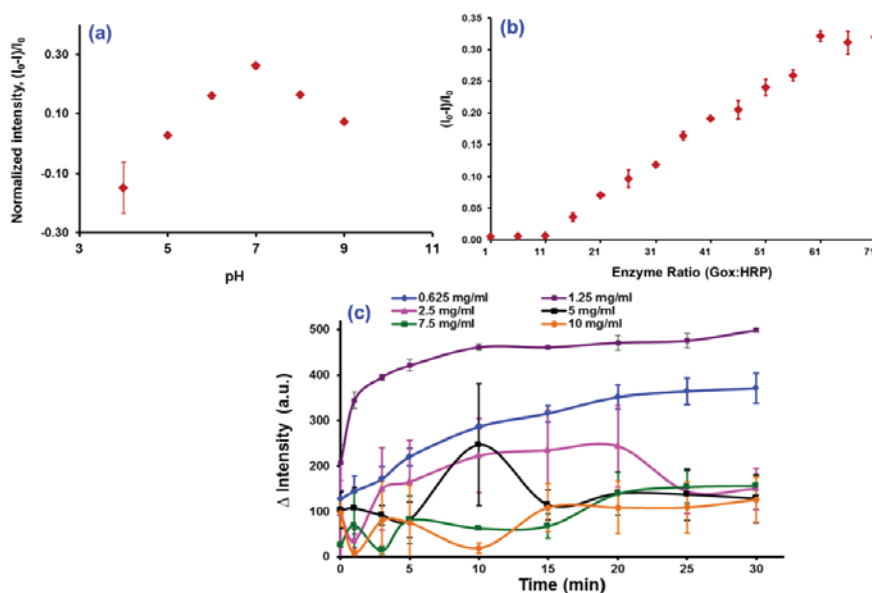 (a)
Normalized Intensity, (I₀-I)/I₀
0.30
0.10
-0.10
-0.30
3
5
7
9
11
pH
(b)
(I₀-I)/I₀
0.35
0.30
0.25
0.20
0.15
0.10
0.05
0.00
1
11
21
31
41
51
61
71
Enzyme Ratio (Gox:HRP)
(c)
0.625 mg/ml
1.25 mg/ml
2.5 mg/ml
5 mg/ml
7.5 mg/ml
10 mg/ml
Δ Intensity (a.u.)
500
400
300
200
100
0
0
5
10
15
20
25
30
Time (min)